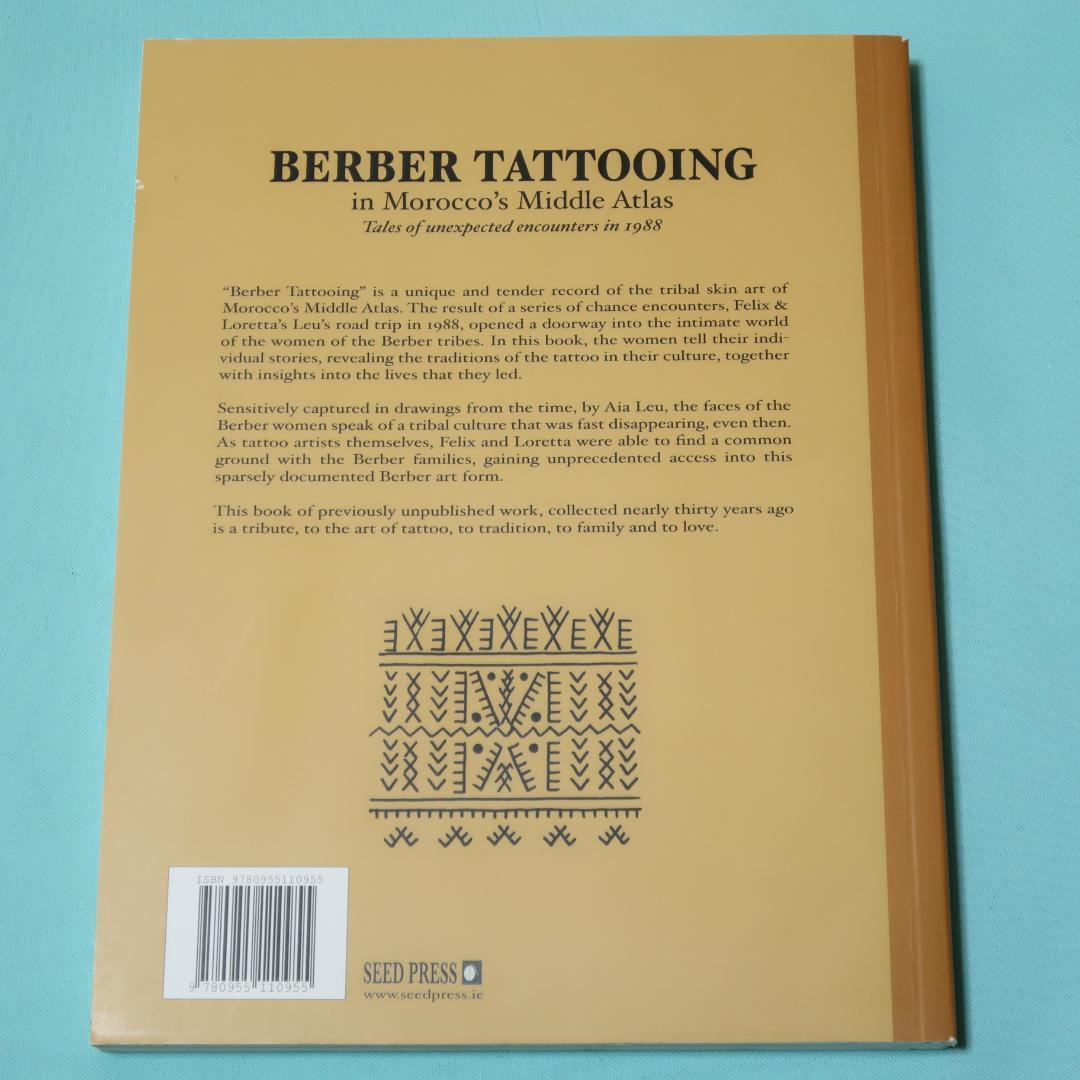 BERBER TATTOOING
in Morocco's Middle Atlas
Tales of unexpected encounters in 1988
“Berber Tattooing” is a unique and tender record of the tribal skin art of
Morocco's Middle Atlas. The result of a series of chance encounters, Felix &
Loretta's Leu's road trip in 1988, opened a doorway into the intimate world
of the women of the Berber tribes. In this book, the women tell their indi-
vidual stories, revealing the traditions of the tattoo in their culture, together
with insights into the lives that they led.
Sensitively captured in drawings from the time, by Aia Leu, the faces of the
Berber women speak of a tribal culture that was fast disappearing, even then.
As tattoo artists themselves, Felix and Loretta were able to find a common
ground with the Berber families, gaining unprecedented access into this
sparsely documented Berber art form.
This book of previously unpublished work, collected nearly thirty years ago
is a tribute, to the art of tattoo, to tradition, to family and to love.
ISBN 9780955110955
9 780955 110955
SEED PRESS
www.seedpress.ie